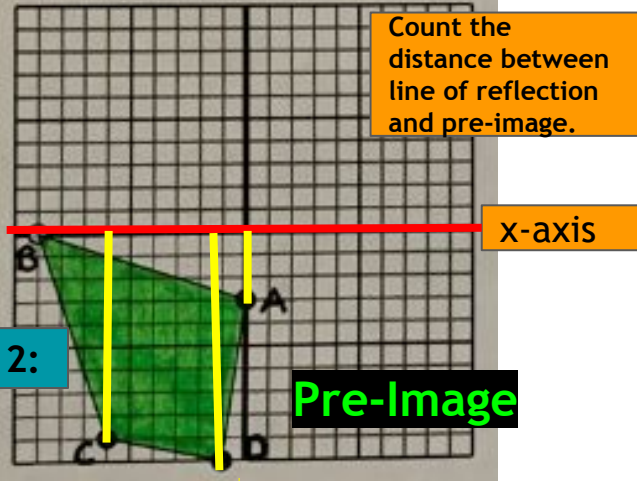 Count the
distance between
line of reflection
and pre-image.
x-axis
B
A
2:
Pre-Image
C
D